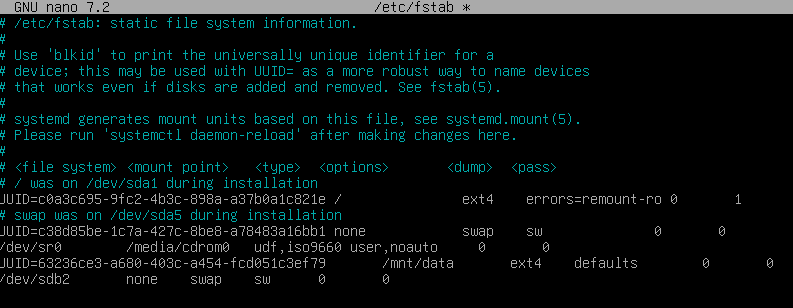 GNU nano 7.2 /etc/fstab *
# /etc/fstab: static file system information.
#
# Use 'blkid' to print the universally unique identifier for a
# device; this may be used with UUID= as a more robust way to name devices
# that works even if disks are added and removed. See fstab(5).
#
# systemd generates mount units based on this file, see systemd.mount(5).
# Please run 'systemctl daemon-reload' after making changes here.
#
# <file system> <mount point> <type> <options> <dump> <pass>
# / was on /dev/sda1 during installation
UUID=c0a3c695-9fc2-4b3c-898a-a37b0a1c821e / ext4 errors=remount-ro 0 1
# swap was on /dev/sda5 during installation
UUID=c38d85be-1c7a-427c-8be8-a78483a16bb1 none swap sw 0 0
/dev/sr0 /media/cdrom0 udf,iso9660 user,noauto 0 0
UUID=63236ce3-a680-403c-a454-fcd051c3ef79 /mnt/data ext4 defaults 0 0
/dev/sdb2 none swap sw 0 0